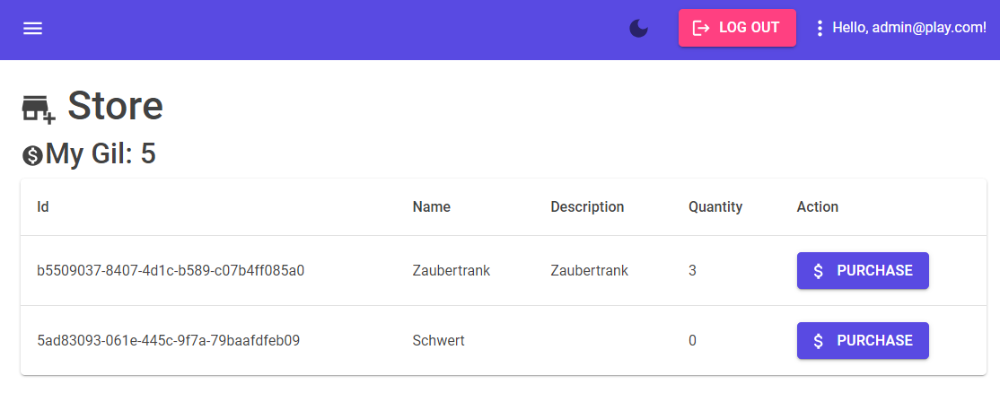 LOG OUT Hello, admin@play.com!
Store
My Gil: 5
Id Name Description Quantity Action
b5509037-8407-4d1c-b589-c07b4ff085a0 Zaubertrank Zaubertrank 3 PURCHASE
5ad83093-061e-445c-9f7a-79baafdfeb09 Schwert 0 PURCHASE